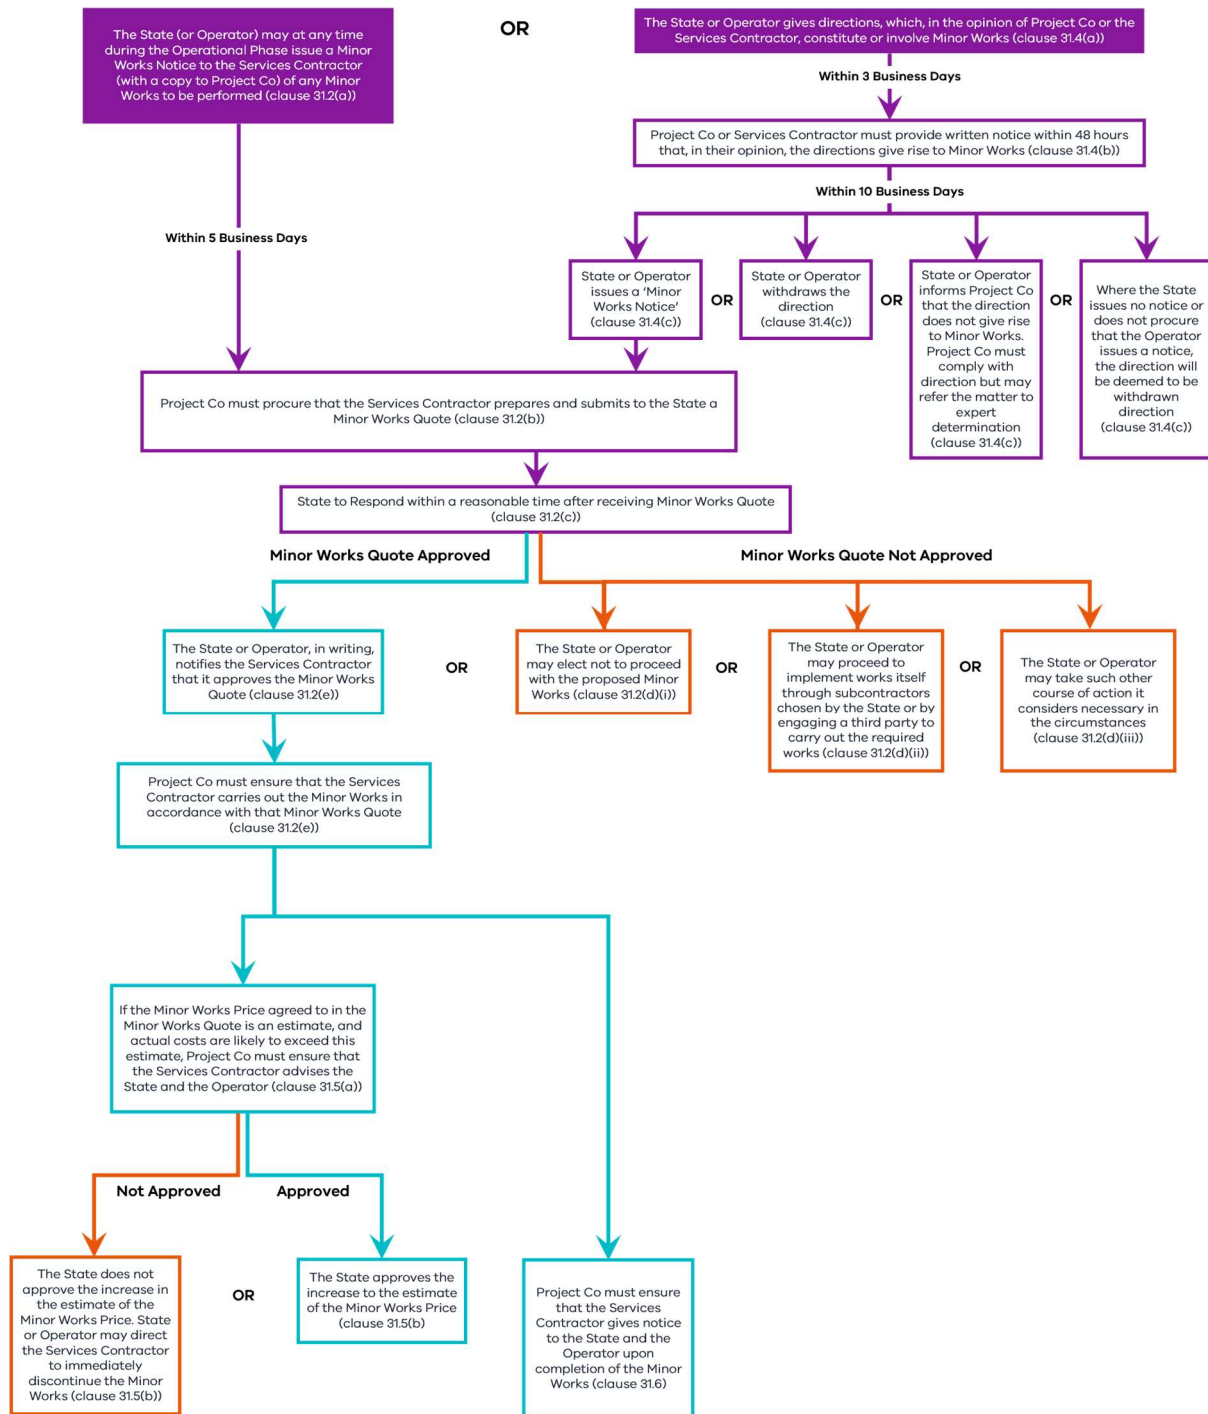 The State (or Operator) may at any time
during the Operational Phase issue a Minor
Works Notice to the Services Contractor
(with a copy to Project Co) of any Minor
Works to be performed (clause 31.2(a))
OR
The State or Operator gives directions, which, in the opinion of Project Co or the
Services Contractor, constitute or involve Minor Works (clause 31.4(a))
Within 3 Business Days
Project Co or Services Contractor must provide written notice within 48 hours
that, in their opinion, the directions give rise to Minor Works (clause 31.4(b))
Within 10 Business Days
Within 5 Business Days
State or Operator
issues a ‘Minor
Works Notice’
(clause 31.4(c))
OR
State or Operator
withdraws the
direction
(clause 31.4(c))
OR
State or Operator
informs Project Co
that the direction
does not give rise
to Minor Works.
Project Co must
comply with
direction but may
refer the matter to
expert
determination
(clause 31.4(c))
OR
Where the State
issues no notice or
does not procure
that the Operator
issues a notice,
the direction will
be deemed to be
withdrawn
direction
(clause 31.4(c))
Project Co must procure that the Services Contractor prepares and submits to the State a
Minor Works Quote (clause 31.2(b))
State to Respond within a reasonable time after receiving Minor Works Quote
(clause 31.2(c))
Minor Works Quote Approved
Minor Works Quote Not Approved
The State or Operator, in writing,
notifies the Services Contractor
that it approves the Minor Works
Quote (clause 31.2(e))
OR
The State or Operator
may elect not to proceed
with the proposed Minor
Works (clause 31.2(d)(i))
OR
The State or Operator
may proceed to
implement works itself
through subcontractors
chosen by the State or by
engaging a third party to
carry out the required
works (clause 31.2(d)(ii))
OR
The State or Operator
may take such other
course of action it
considers necessary in
the circumstances
(clause 31.2(d)(iii))
Project Co must ensure that the Services
Contractor carries out the Minor Works in
accordance with that Minor Works Quote
(clause 31.2(e))
If the Minor Works Price agreed to in the
Minor Works Quote is an estimate, and
actual costs are likely to exceed this
estimate, Project Co must ensure that
the Services Contractor advises the
State and the Operator (clause 31.5(a))
Not Approved
Approved
The State does not
approve the increase in
the estimate of the
Minor Works Price. State
or Operator may direct
the Services Contractor
to immediately
discontinue the Minor
Works (clause 31.5(b))
OR
The State approves the
increase to the estimate
of the Minor Works Price
(clause 31.5(b)
Project Co must ensure
that the Services
Contractor gives notice
to the State and the
Operator upon
completion of the Minor
Works (clause 31.6)